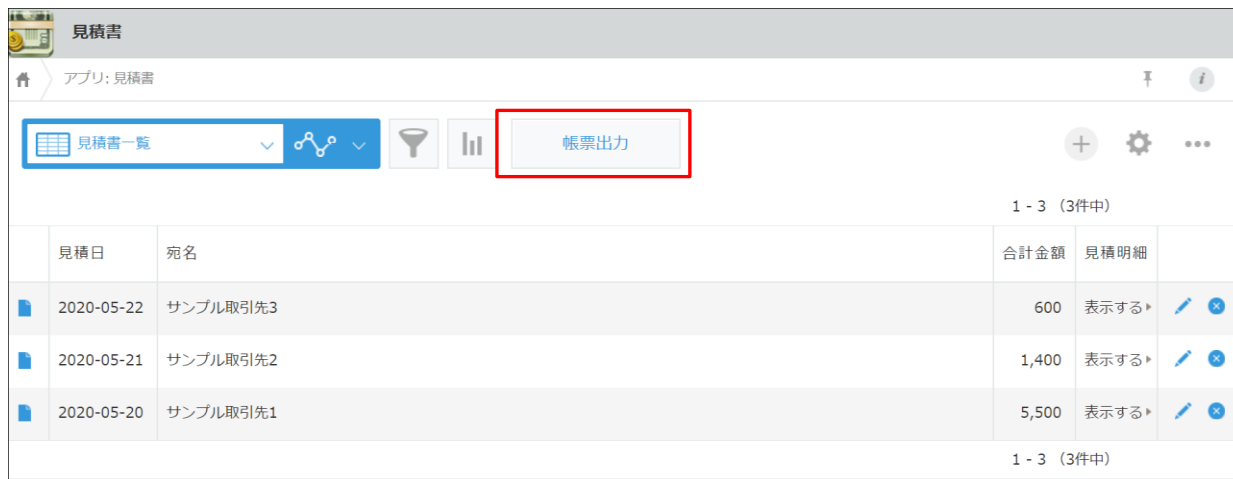 見積書
アプリ: 見積書
見積書一覧 帳票出力
1 - 3 (3件中)
見積日 宛名 合計金額 見積明細
2020-05-22 サンプル取引先3 600 表示する
2020-05-21 サンプル取引先2 1,400 表示する
2020-05-20 サンプル取引先1 5,500 表示する
1 - 3 (3件中)